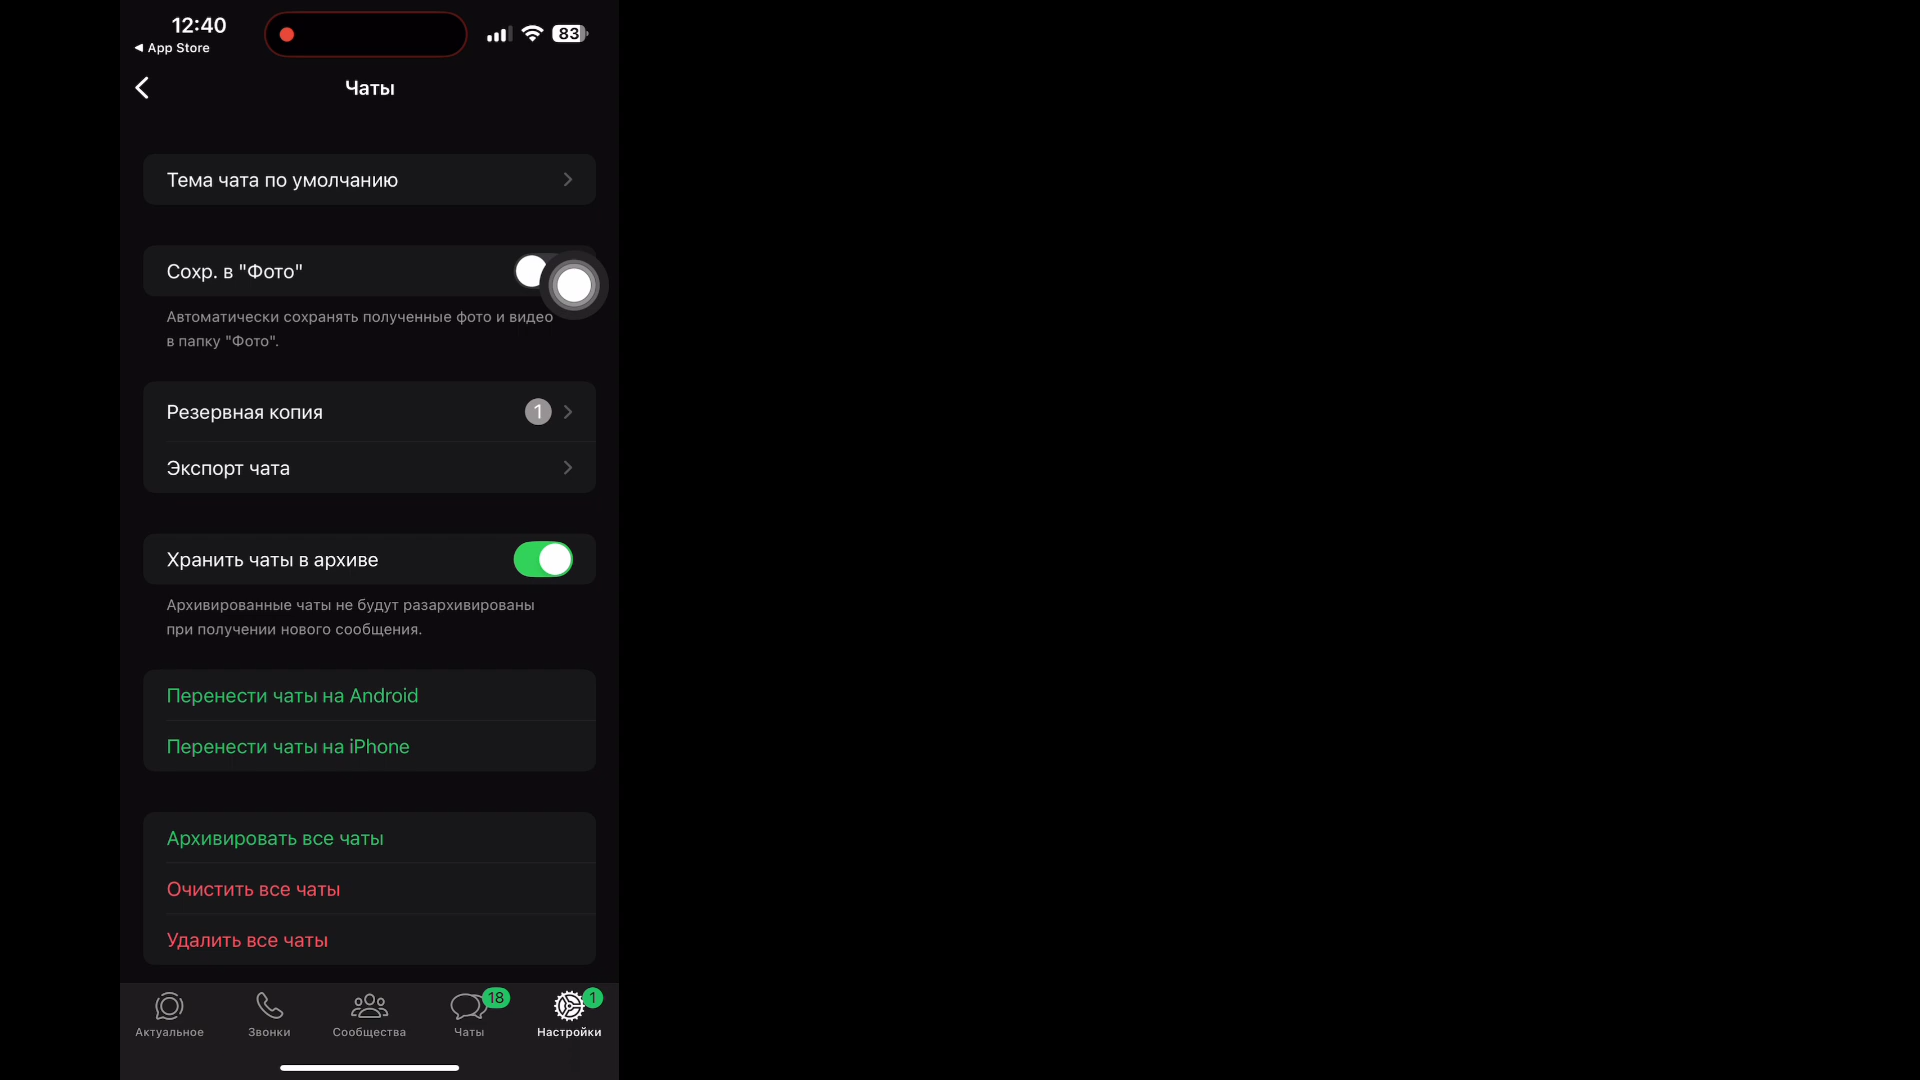 12:40
83
◀ App Store
Чаты
Тема чата по умолчанию
Сохр. в "Фото"
Автоматически сохранять полученные фото и видео
в папку "Фото".
Резервная копия 1
Экспорт чата
Хранить чаты в архиве
Архивированные чаты не будут разархивированы
при получении нового сообщения.
Перенести чаты на Android
Перенести чаты на iPhone
Архивировать все чаты
Очистить все чаты
Удалить все чаты
18
1
Актуальное
Звонки
Сообщества
Чаты
Настройки